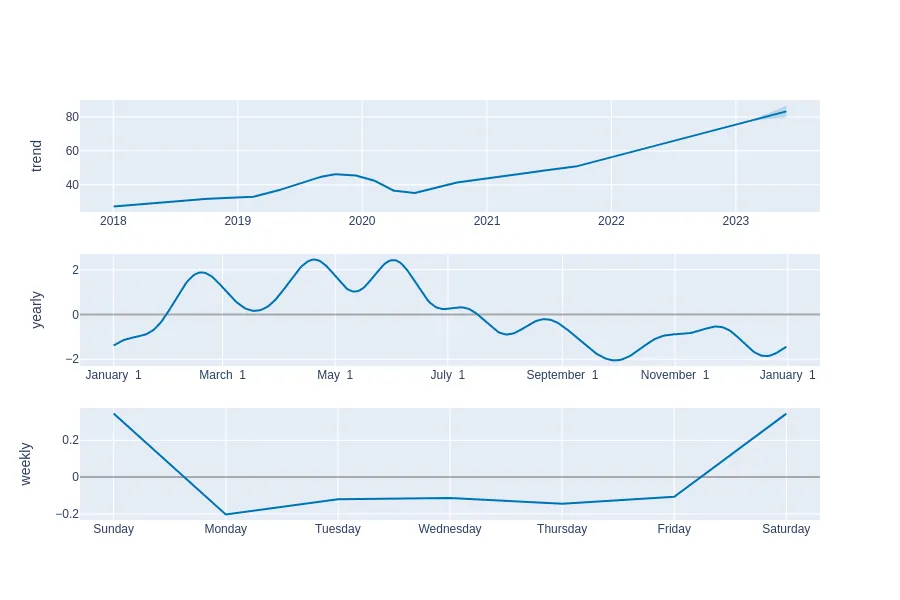 trend
80
60
40
2018 2019 2020 2021 2022 2023
yearly
2
0
−2
January 1 March 1 May 1 July 1 September 1 November 1 January 1
weekly
0.2
0
−0.2
Sunday Monday Tuesday Wednesday Thursday Friday Saturday